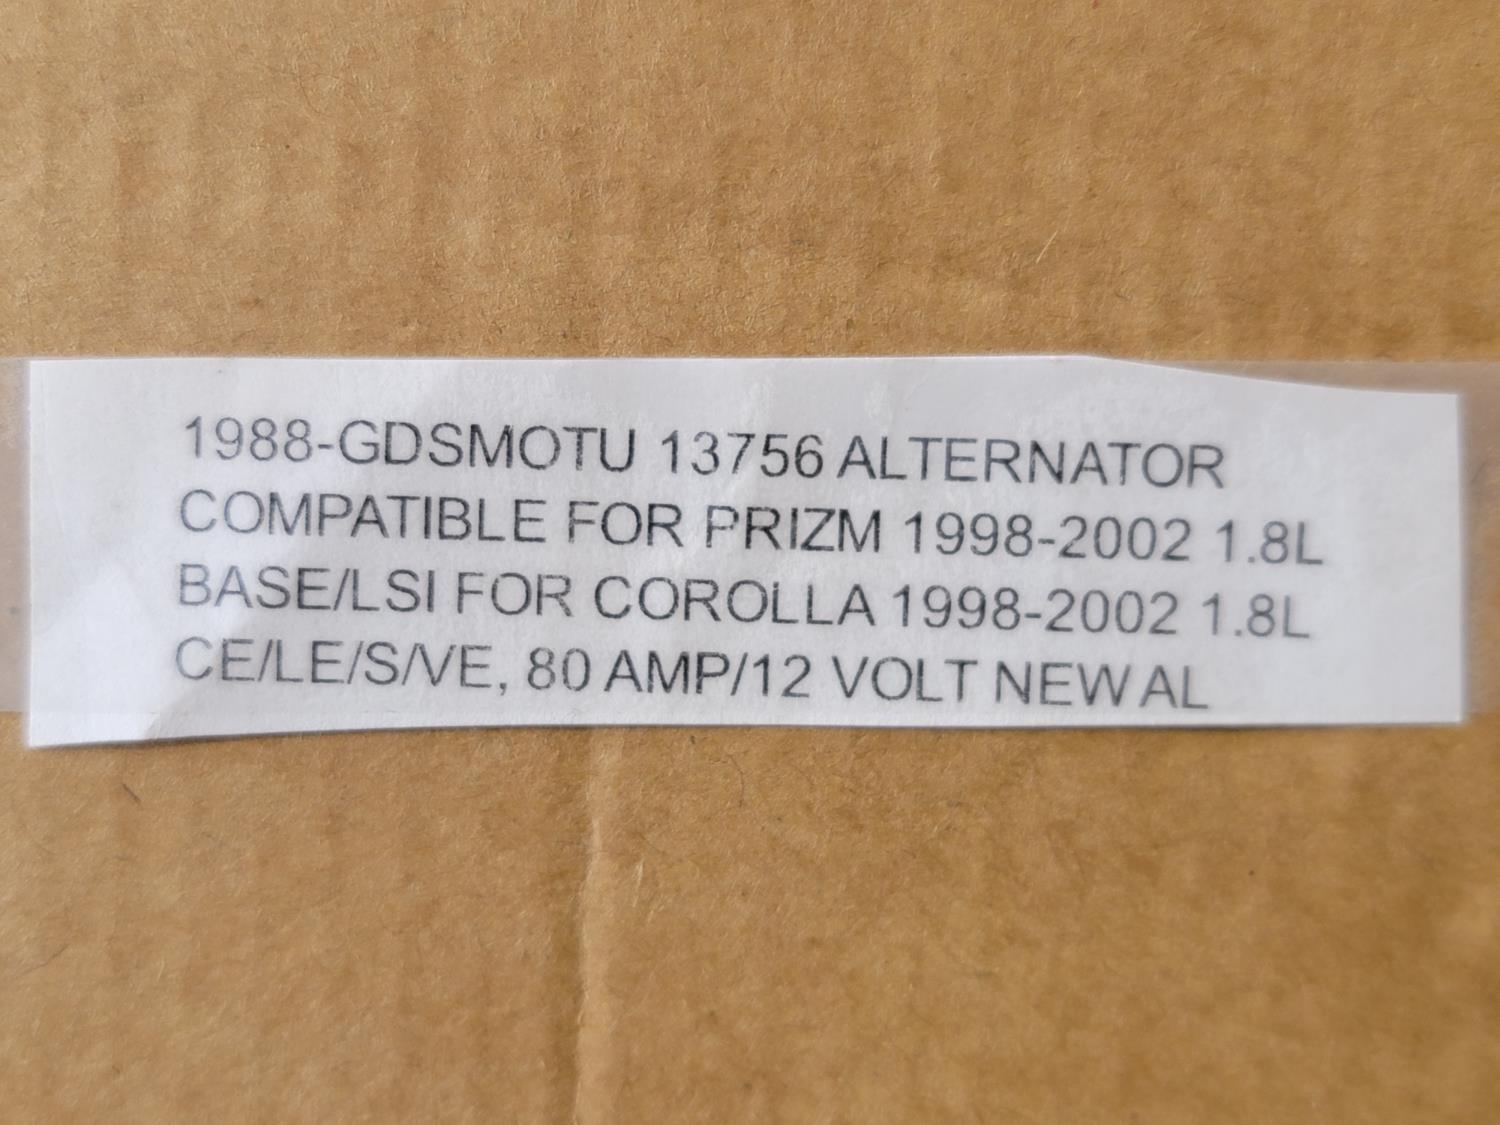 1988-GDSMOTU 13756 ALTERNATOR
COMPATIBLE FOR PRIZM 1998-2002 1.8L
BASE/LSI FOR COROLLA 1998-2002 1.8L
CE/LE/S/VE, 80 AMP/12 VOLT NEW AL